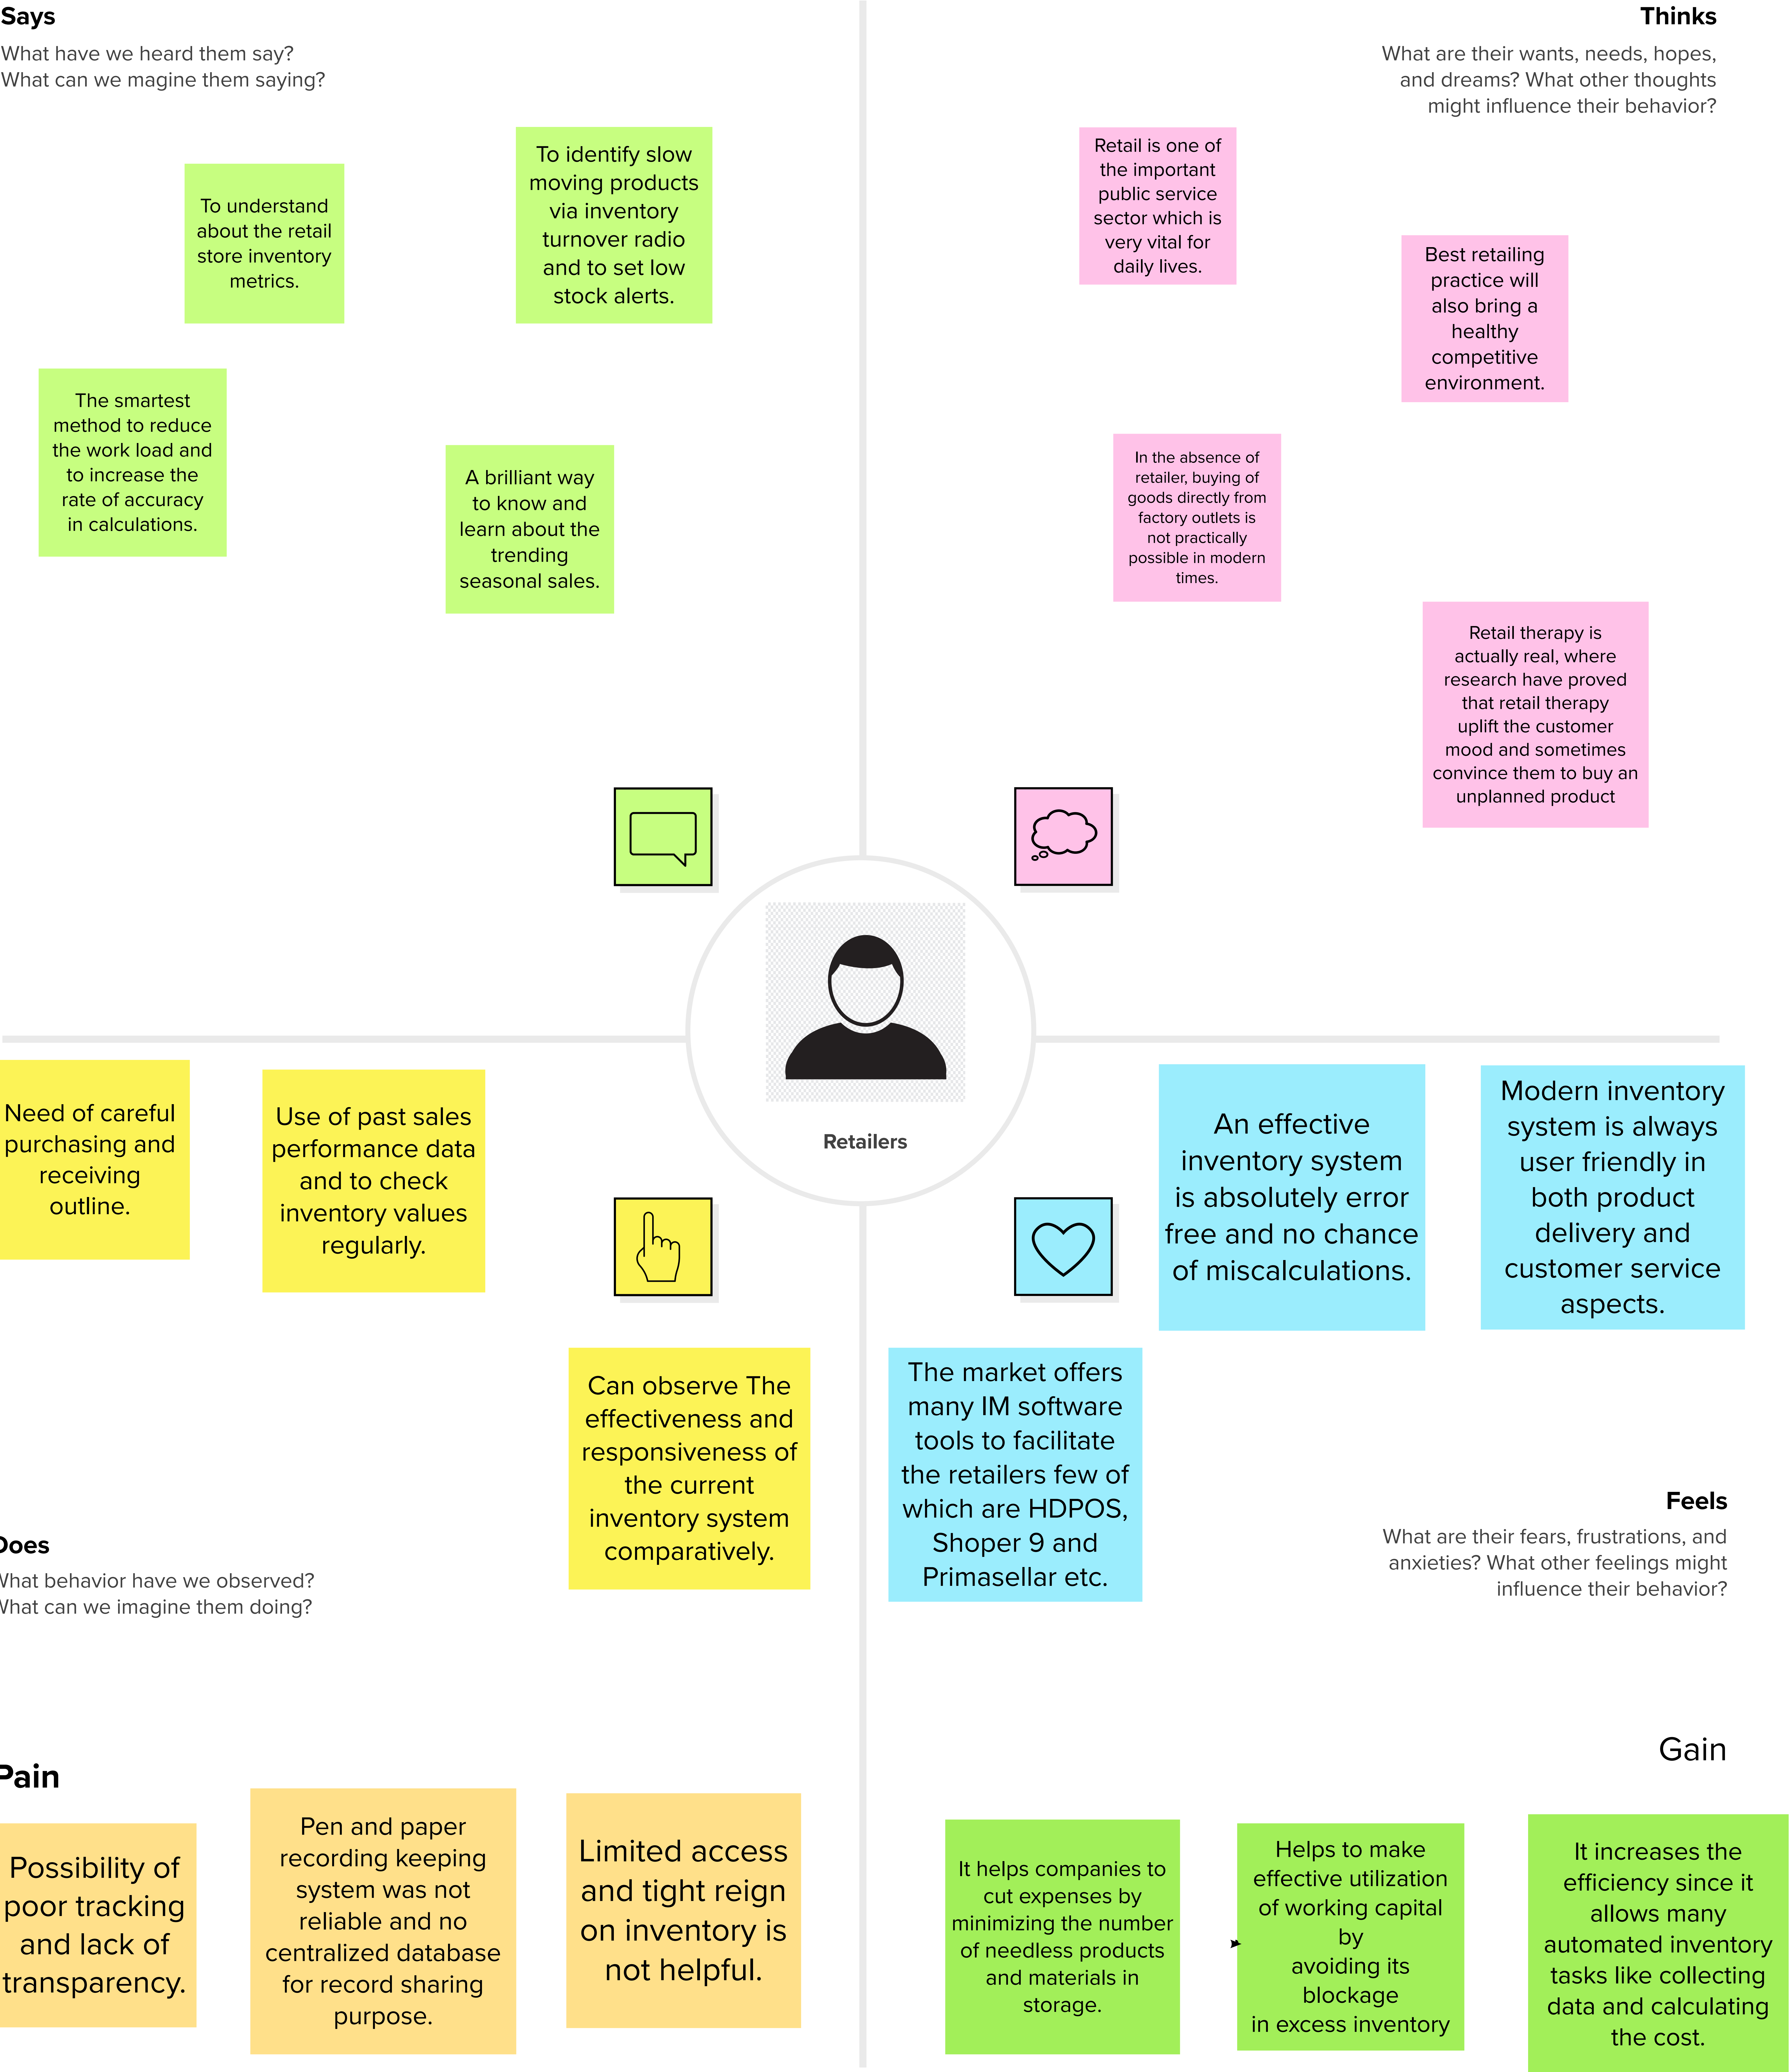 Says
What have we heard them say?
What can we magine them saying?
To understand
about the retail
store inventory
metrics.
To identify slow
moving products
via inventory
turnover radio
and to set low
stock alerts.
The smartest
method to reduce
the work load and
to increase the
rate of accuracy
in calculations.
A brilliant way
to know and
learn about the
trending
seasonal sales.
Thinks
What are their wants, needs, hopes,
and dreams? What other thoughts
might influence their behavior?
Retail is one of
the important
public service
sector which is
very vital for
daily lives.
Best retailing
practice will
also bring a
healthy
competitive
environment.
In the absence of
retailer, buying of
goods directly from
factory outlets is
not practically
possible in modern
times.
Retail therapy is
actually real, where
research have proved
that retail therapy
uplift the customer
mood and sometimes
convince them to buy an
unplanned product
Retailers
Need of careful
purchasing and
receiving
outline.
Use of past sales
performance data
and to check
inventory values
regularly.
Can observe The
effectiveness and
responsiveness of
the current
inventory system
comparatively.
Does
What behavior have we observed?
What can we imagine them doing?
An effective
inventory system
is absolutely error
free and no chance
of miscalculations.
Modern inventory
system is always
user friendly in
both product
delivery and
customer service
aspects.
The market offers
many IM software
tools to facilitate
the retailers few of
which are HDPOS,
Shoper 9 and
Primasellar etc.
Feels
What are their fears, frustrations, and
anxieties? What other feelings might
influence their behavior?
Pain
Possibility of
poor tracking
and lack of
transparency.
Pen and paper
recording keeping
system was not
reliable and no
centralized database
for record sharing
purpose.
Limited access
and tight reign
on inventory is
not helpful.
Gain
It helps companies to
cut expenses by
minimizing the number
of needless products
and materials in
storage.
Helps to make
effective utilization
of working capital
by
avoiding its
blockage
in excess inventory
It increases the
efficiency since it
allows many
automated inventory
tasks like collecting
data and calculating
the cost.